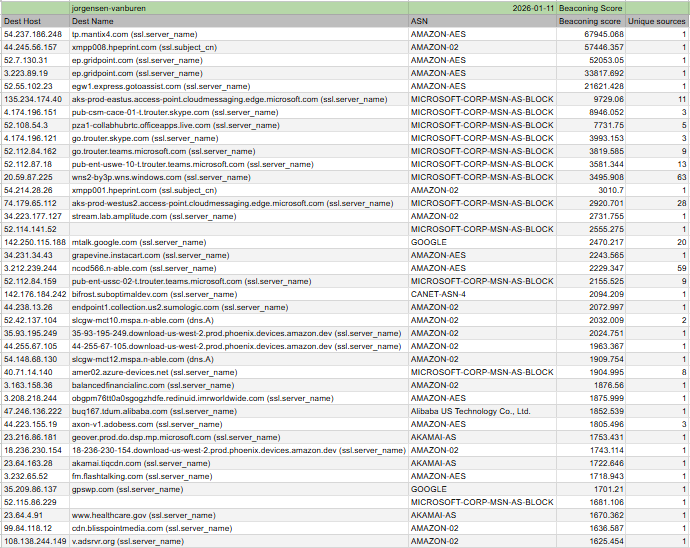 jorgensen-vanburen 2026-01-11 Beaconing Score
Dest Host Dest Name ASN Beaconing score Unique sources
54.237.186.248 tp.mantix4.com (ssl.server_name) AMAZON-AES 67945.068 1
44.245.56.157 xmpp008.hpeprint.com (ssl.subject_cn) AMAZON-02 57446.357 1
52.7.130.31 ep.gridpoint.com (ssl.server_name) AMAZON-AES 52053.05 1
3.223.89.19 ep.gridpoint.com (ssl.server_name) AMAZON-AES 33817.692 1
52.55.102.23 egw1.express.gotoassist.com (ssl.server_name) AMAZON-AES 21621.428 1
135.234.174.40 aks-prod-eastus.access-point.cloudmessaging.edge.microsoft.com (ssl.server_name) MICROSOFT-CORP-MSN-AS-BLOCK 9729.06 11
4.174.196.151 pub-csm-cace-01-t.trouter.skype.com (ssl.server_name) MICROSOFT-CORP-MSN-AS-BLOCK 8946.052 3
52.108.54.3 pza1-collabhubrtc.officeapps.live.com (ssl.server_name) MICROSOFT-CORP-MSN-AS-BLOCK 7731.75 5
4.174.196.121 go.trouter.skype.com (ssl.server_name) MICROSOFT-CORP-MSN-AS-BLOCK 3993.153 3
52.112.84.162 go.trouter.teams.microsoft.com (ssl.server_name) MICROSOFT-CORP-MSN-AS-BLOCK 3819.585 9
52.112.87.18 pub-ent-uswe-10-t.trouter.teams.microsoft.com (ssl.server_name) MICROSOFT-CORP-MSN-AS-BLOCK 3581.344 13
20.59.87.225 wns2-by3p.wns.windows.com (ssl.server_name) MICROSOFT-CORP-MSN-AS-BLOCK 3495.908 63
54.214.28.26 xmpp001.hpeprint.com (ssl.subject_cn) AMAZON-02 3010.7 1
74.179.65.112 aks-prod-westus2.access-point.cloudmessaging.edge.microsoft.com (ssl.server_name) MICROSOFT-CORP-MSN-AS-BLOCK 2920.701 28
34.223.177.127 stream.lab.amplitude.com (ssl.server_name) AMAZON-02 2731.755 1
52.114.141.52 MICROSOFT-CORP-MSN-AS-BLOCK 2555.275 1
142.250.115.188 mtalk.google.com (ssl.server_name) GOOGLE 2470.217 20
34.231.34.43 grapevine.instacart.com (ssl.server_name) AMAZON-AES 2243.565 1
3.212.239.244 ncod566.n-able.com (ssl.server_name) AMAZON-AES 2229.347 59
52.112.84.159 pub-ent-ussc-02-t.trouter.teams.microsoft.com (ssl.server_name) MICROSOFT-CORP-MSN-AS-BLOCK 2155.525 9
142.176.184.242 bifrost.suboptimaldev.com (ssl.server_name) CANET-ASN-4 2094.209 1
44.238.13.26 endpoint1.collection.us2.sumologic.com (ssl.server_name) AMAZON-02 2072.997 1
52.42.137.104 slcgw-mct10.mspa.n-able.com (dns.A) AMAZON-02 2032.009 2
35.93.195.249 35-93-195-249.download-us-west-2.prod.phoenix.devices.amazon.dev (ssl.server_name) AMAZON-02 2024.751 1
44.255.67.105 44-255-67-105.download-us-west-2.prod.phoenix.devices.amazon.dev (ssl.server_name) AMAZON-02 1963.367 1
54.148.68.130 slcgw-mct12.mspa.n-able.com (dns.A) AMAZON-02 1909.754 1
40.71.14.140 amer02.azure-devices.net (ssl.server_name) MICROSOFT-CORP-MSN-AS-BLOCK 1904.995 8
3.163.158.36 balancedfinancialinc.com (ssl.server_name) AMAZON-02 1876.56 1
3.208.218.244 obgpm76tt0a0sgogzhdfe.redinuid.imrworldwide.com (ssl.server_name) AMAZON-AES 1875.999 1
47.246.136.222 buq167.tdum.alibaba.com (ssl.server_name) Alibaba US Technology Co., Ltd. 1852.539 1
44.223.155.19 axon-v1.adobess.com (ssl.server_name) AMAZON-AES 1805.496 3
23.216.86.181 geover.prod.do.dsp.mp.microsoft.com (ssl.server_name) AKAMAI-AS 1753.431 1
18.236.230.154 18-236-230-154.download-us-west-2.prod.phoenix.devices.amazon.dev (ssl.server_name) AMAZON-02 1743.114 1
23.64.163.28 akamai.tiqcdn.com (ssl.server_name) AKAMAI-AS 1722.646 1
3.232.65.52 fm.flashtalking.com (ssl.server_name) AMAZON-AES 1718.943 1
35.209.86.137 gpswp.com (ssl.server_name) GOOGLE 1701.21 1
52.115.86.229 MICROSOFT-CORP-MSN-AS-BLOCK 1681.106 1
23.64.4.91 www.healthcare.gov (ssl.server_name) AKAMAI-AS 1670.362 1
99.84.118.12 cdn.blisspointmedia.com (ssl.server_name) AMAZON-02 1636.587 1
108.138.244.149 v.adsrvr.org (ssl.server_name) AMAZON-02 1625.454 1